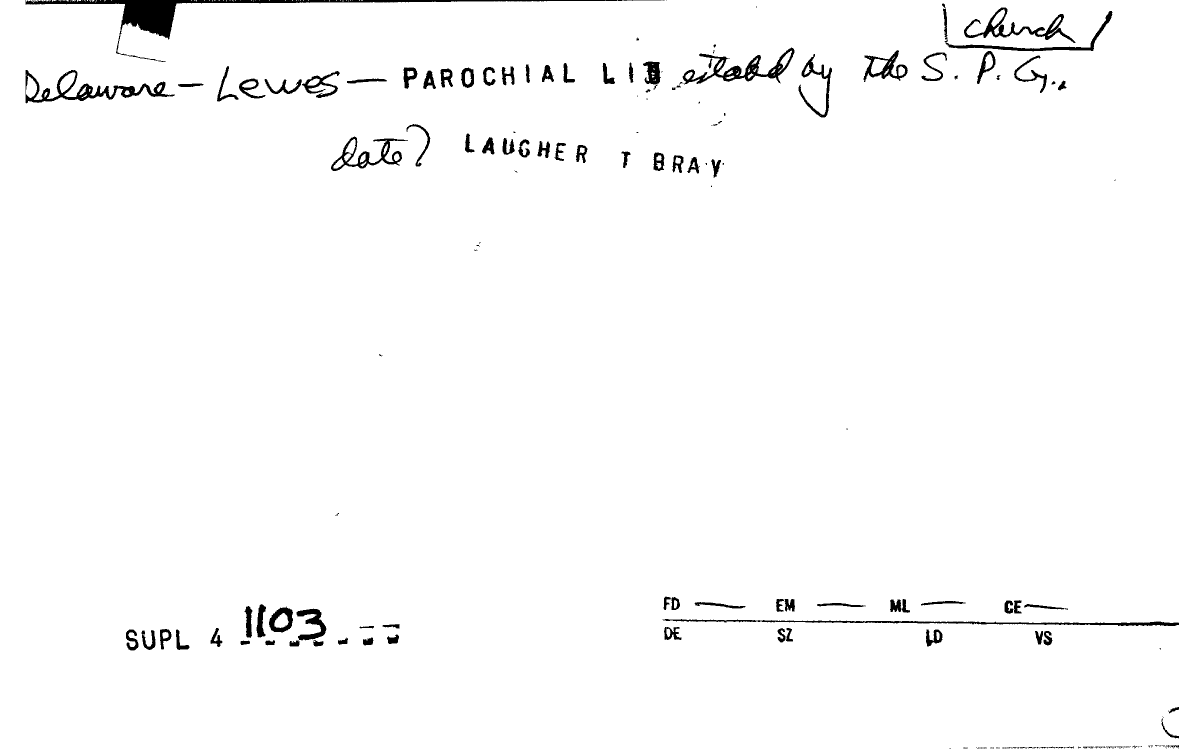 church
Delaware - Lewes - PAROCHIAL LIB estabd by the S. P. G.,
date? LAUGHER T BRAY
SUPL 4 1103
FD EM ML CE
DE SZ LD VS